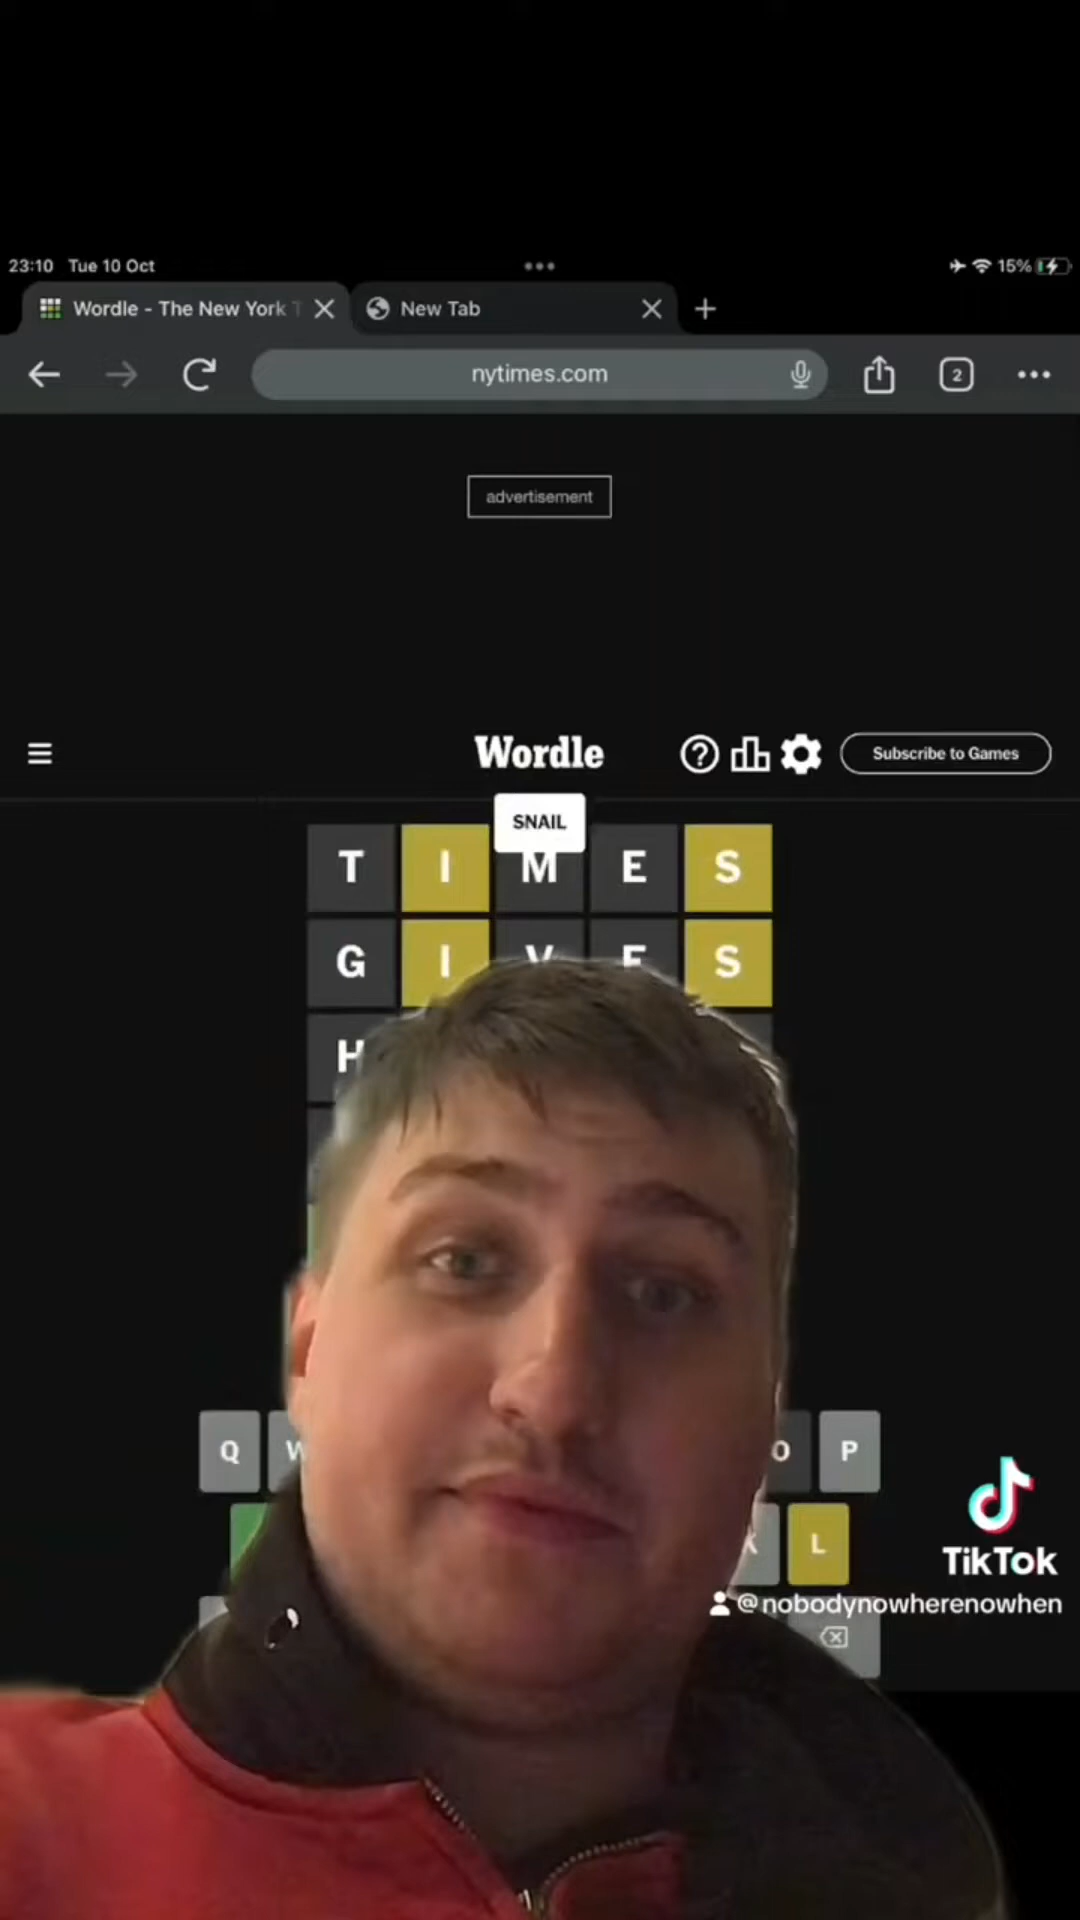 23:10 Tue 10 Oct
15%
Wordle - The New York T
New Tab
nytimes.com
2
advertisement
Wordle
Subscribe to Games
SNAIL
T I M E S
G I V E S
H
Q W O P
L
TikTok
@nobodynowherenowhen